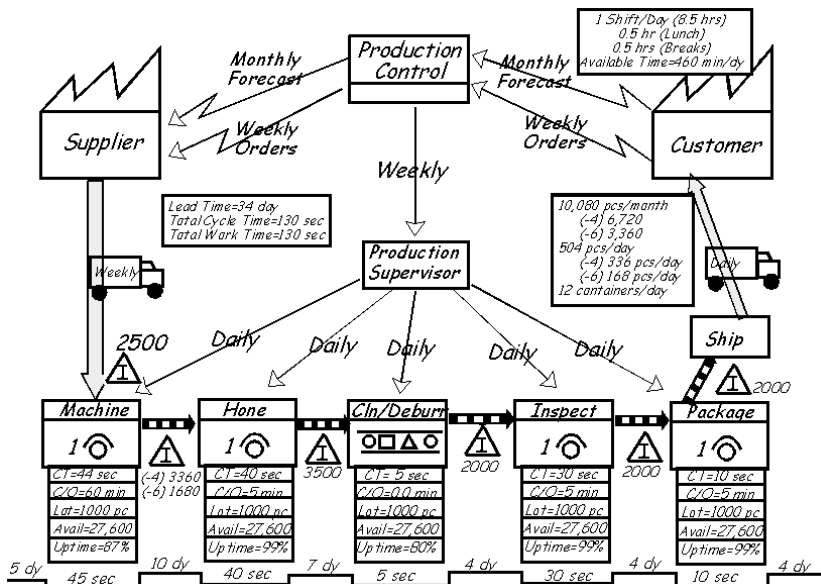 1 Shift/Day (8.5 hrs)
0.5 hr (Lunch)
0.5 hrs (Breaks)
Available Time=460 min/dy
Production
Control
Monthly
Forecast
Monthly
Forecast
Supplier
Customer
Weekly
Orders
Weekly
Orders
Weekly
Lead Time=34 day
Total Cycle Time=130 sec
Total Work Time=130 sec
10,080 pcs/month
(-4) 6,720
(-6) 3,360
504 pcs/day
(-4) 336 pcs/day
(-6) 168 pcs/day
12 cantainers/day
Production
Supervisor
Weekly
Daily
Ship
2500
I
Daily
Daily
Daily
Daily
Daily
I
2000
Machine
Hone
Cln/Deburr
Inspect
Package
1
1
1
1
I
I
I
I
(-4) 3360
(-6) 1680
3500
2000
2000
CT=44 sec
C/O=60 min
Lot=1000 pc
Avail=27,600
Uptime=87%
CT=40 sec
C/O=5 min
Lot=1000 pc
Avail=27,600
Uptime=99%
CT= 5 sec
C/O=0.0 min
Lot=1000 pc
Avail=27,600
Uptime=80%
CT=30 sec
C/O=5 min
Lot=1000 pc
Avail=27,600
Uptime=99%
CT=10 sec
C/O=5 min
Lot=1000 pc
Avail=27,600
Uptime=99%
5 dy
45 sec
10 dy
40 sec
7 dy
5 sec
4 dy
30 sec
4 dy
10 sec
4 dy